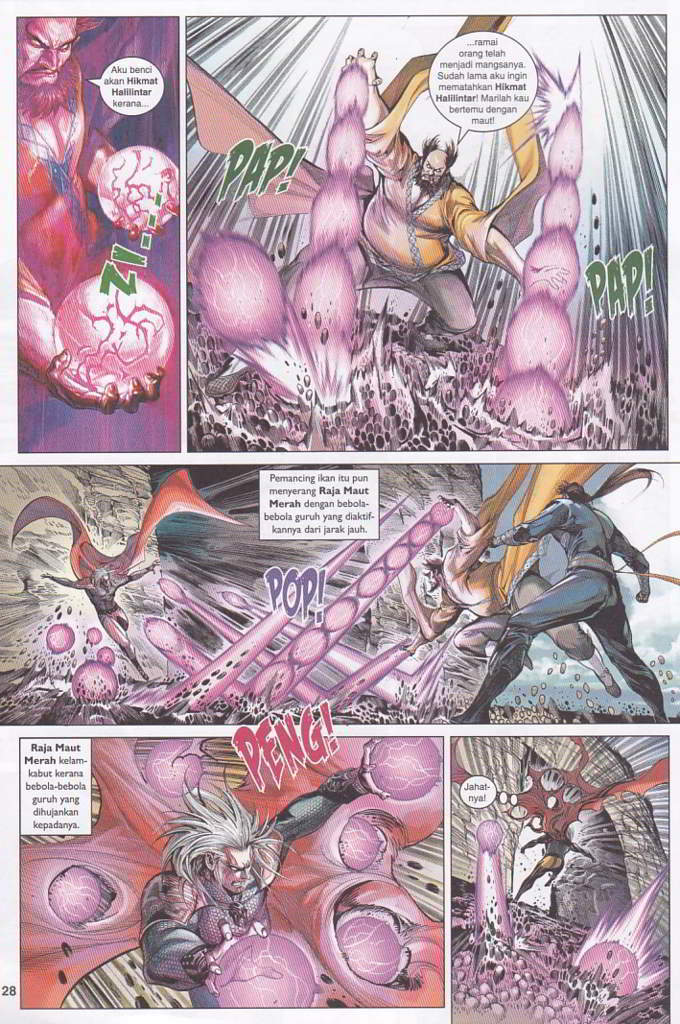 Aku benci
akan Hikmat
Halilintar
kerana...
ZI---
...ramai
orang telah
menjadi mangsanya.
Sudah lama aku ingin
mematahkan Hikmat
Halilintar! Marilah kau
bertemu dengan
maut!
PAP!
PAP!
Pemancing ikan itu pun
menyerang Raja Maut
Merah dengan bebola-
bebola guruh yang diaktif-
kannya dari jarak jauh.
POP!
PENG!
Raja Maut
Merah kelam-
kabut kerana
bebola-bebola
guruh yang
dihujankan
kepadanya.
Jahat-
nya!
28